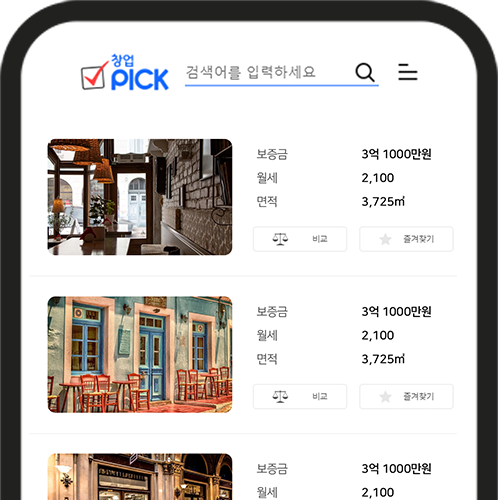 창업
PICK
검색어를 입력하세요
보증금 3억 1000만원
월세 2,100
면적 3,725㎡
비교 즐겨찾기
보증금 3억 1000만원
월세 2,100
면적 3,725㎡
비교 즐겨찾기
보증금 3억 1000만원
월세 2,100